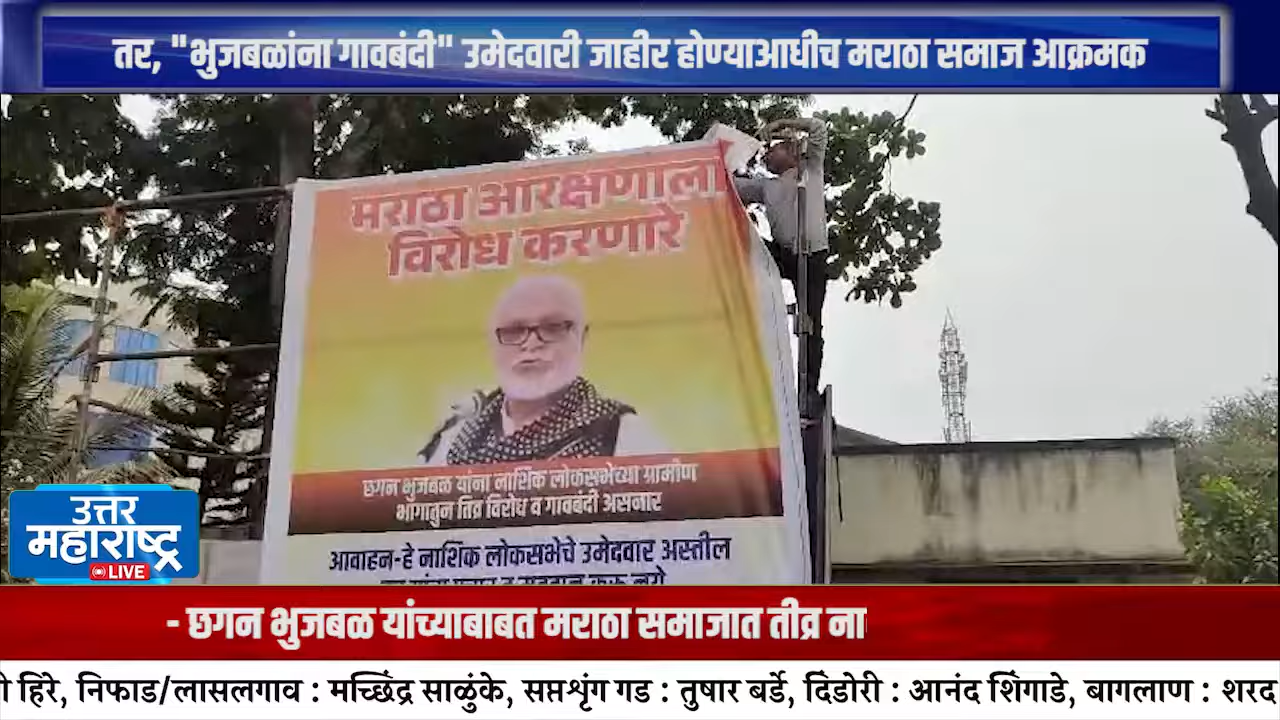 तर, "भुजबळांना गावबंदी" उमेदवारी जाहीर होण्याआधीच मराठा समाज आक्रमक
मराठा आरक्षणाला
विरोध करणारे
छगन भुजबळ यांना नाशिक लोकसभेच्या ग्रामीण
भागातुन तिव्र विरोध व गावबंदी असनार
आवाहन-हे नाशिक लोकसभेचे उमेदवार अस्तील
उत्तर
महाराष्ट्र
LIVE
- छगन भुजबळ यांच्याबाबत मराठा समाजात तीव्र ना
हिरे, निफाड/लासलगाव : मच्छिंद्र साळुंके, सप्तशृंग गड : तुषार बर्डे, दिंडोरी : आनंद शिंगाडे, बागलाण : शरद